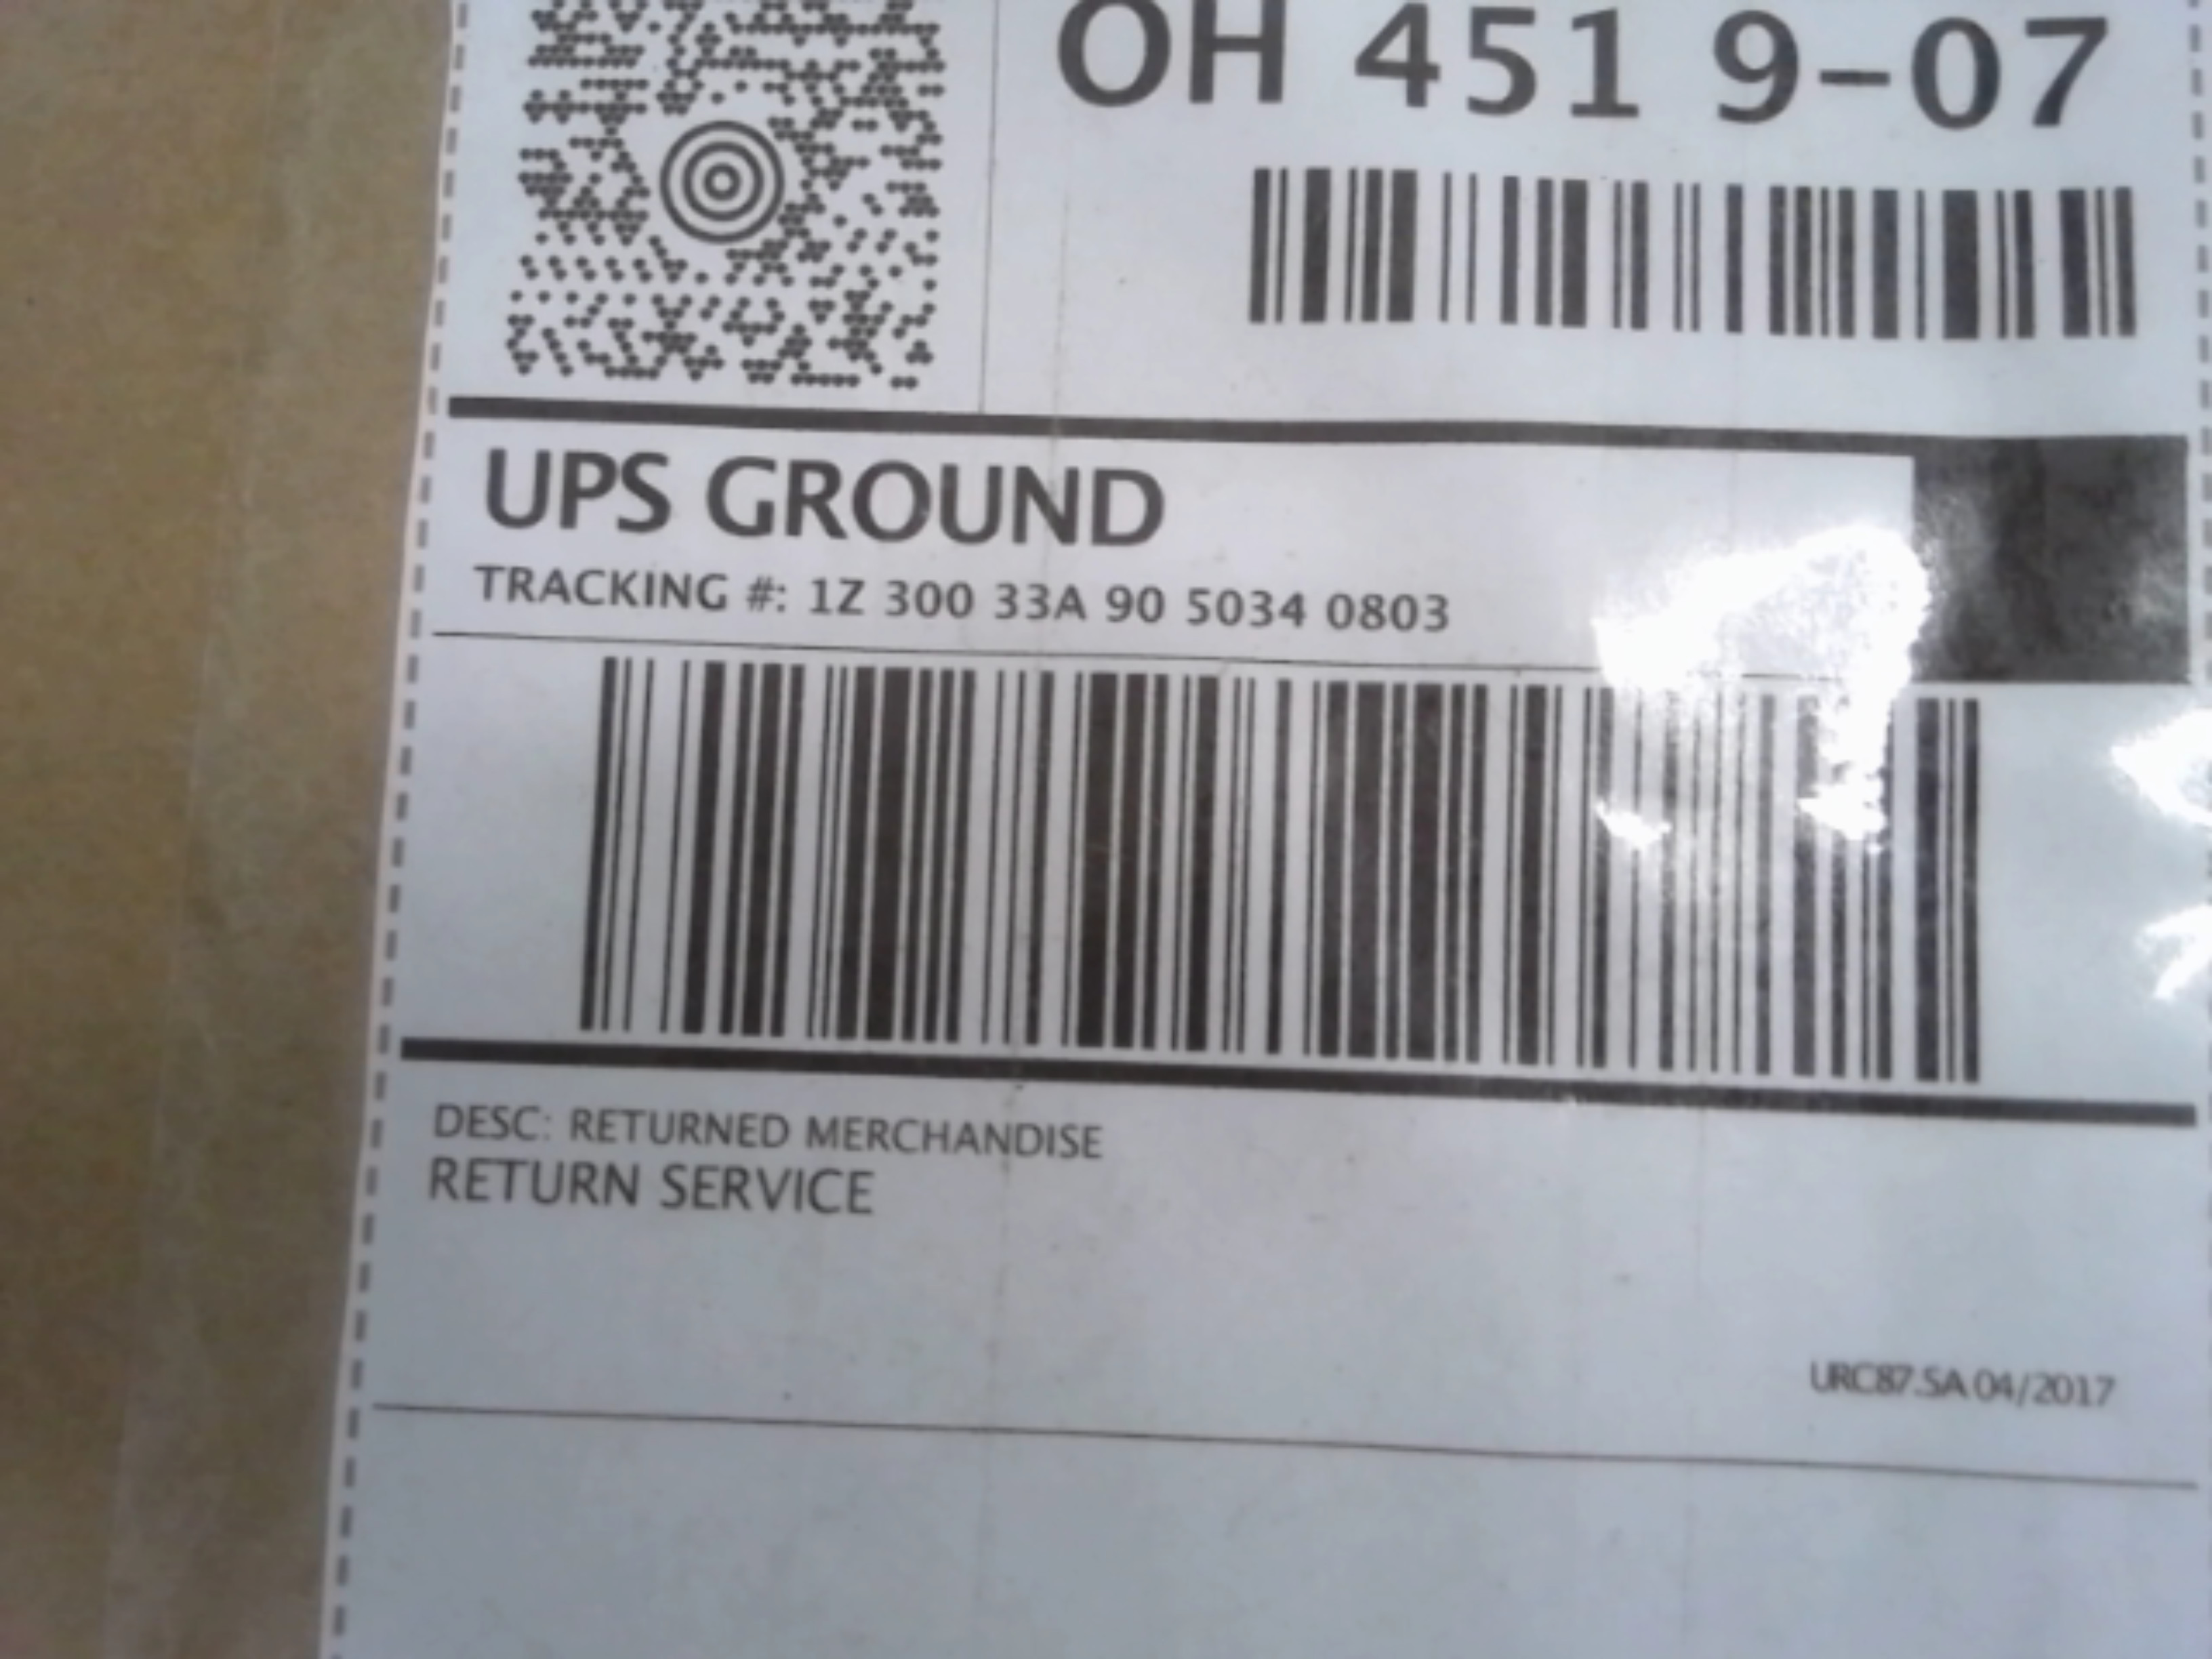 OH 451 9-07
UPS GROUND
TRACKING #: 1Z 300 33A 90 5034 0803
DESC: RETURNED MERCHANDISE
RETURN SERVICE
URC87.SA 04/2017